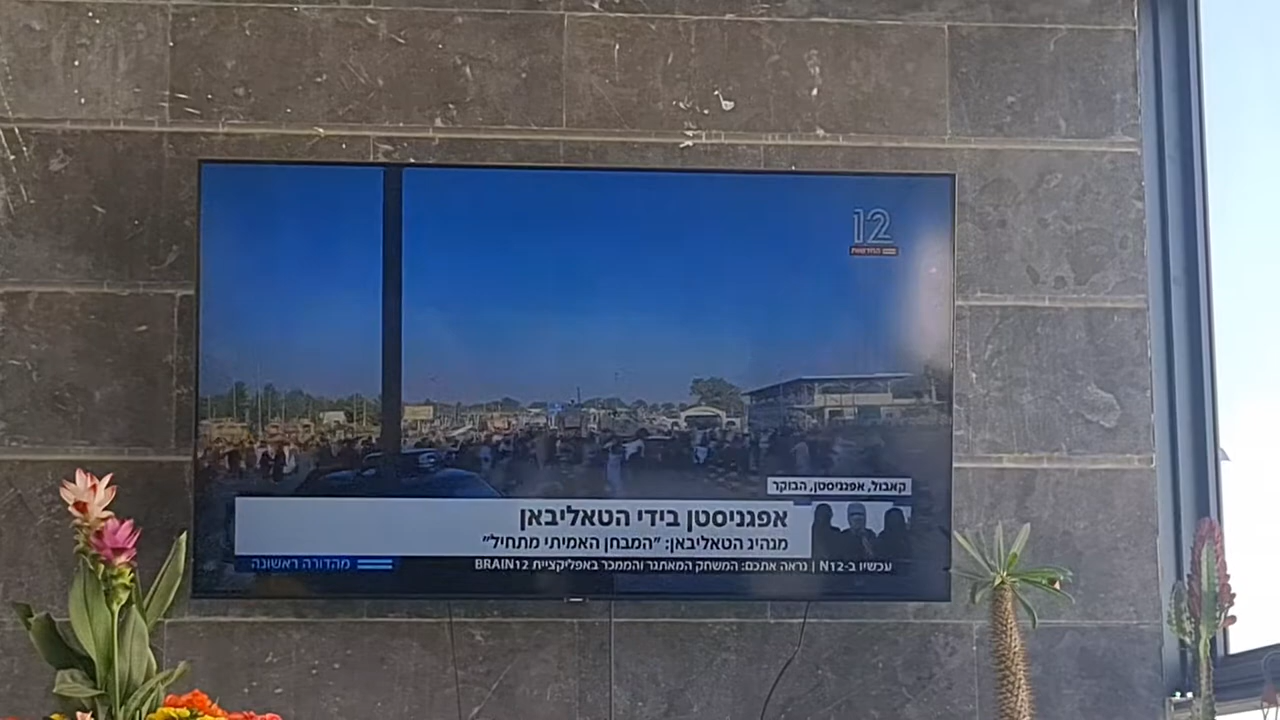 12
החדשות
קאבול, אפגניסטן, הבוקר
אפגניסטן בידי הטאליבאן
מנהיג הטאליבאן: "המבחן האמיתי מתחיל"
עכשיו ב-N12 | נראה אתכם: המשחק המאתגר והממכר באפליקציית BRAIN12
מהדורה ראשונה